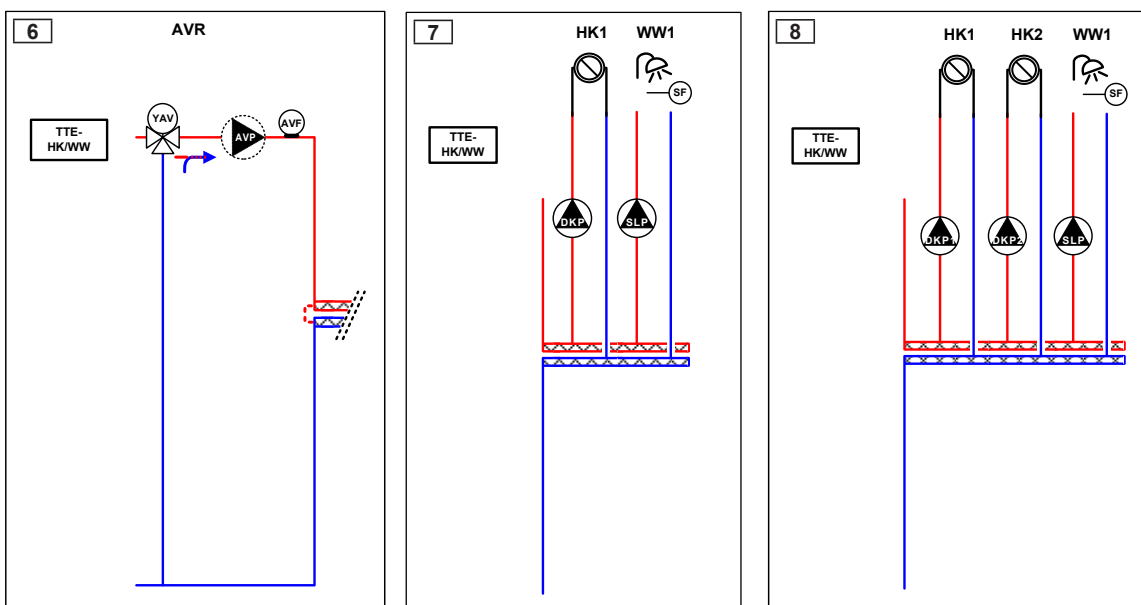 6
AVR
YAV
AVP
AVF
TTE-
HK/WW
7
HK1 WW1
SF
TTE-
HK/WW
DKP
SLP
8
HK1 HK2 WW1
SF
TTE-
HK/WW
DKP1
DKP2
SLP